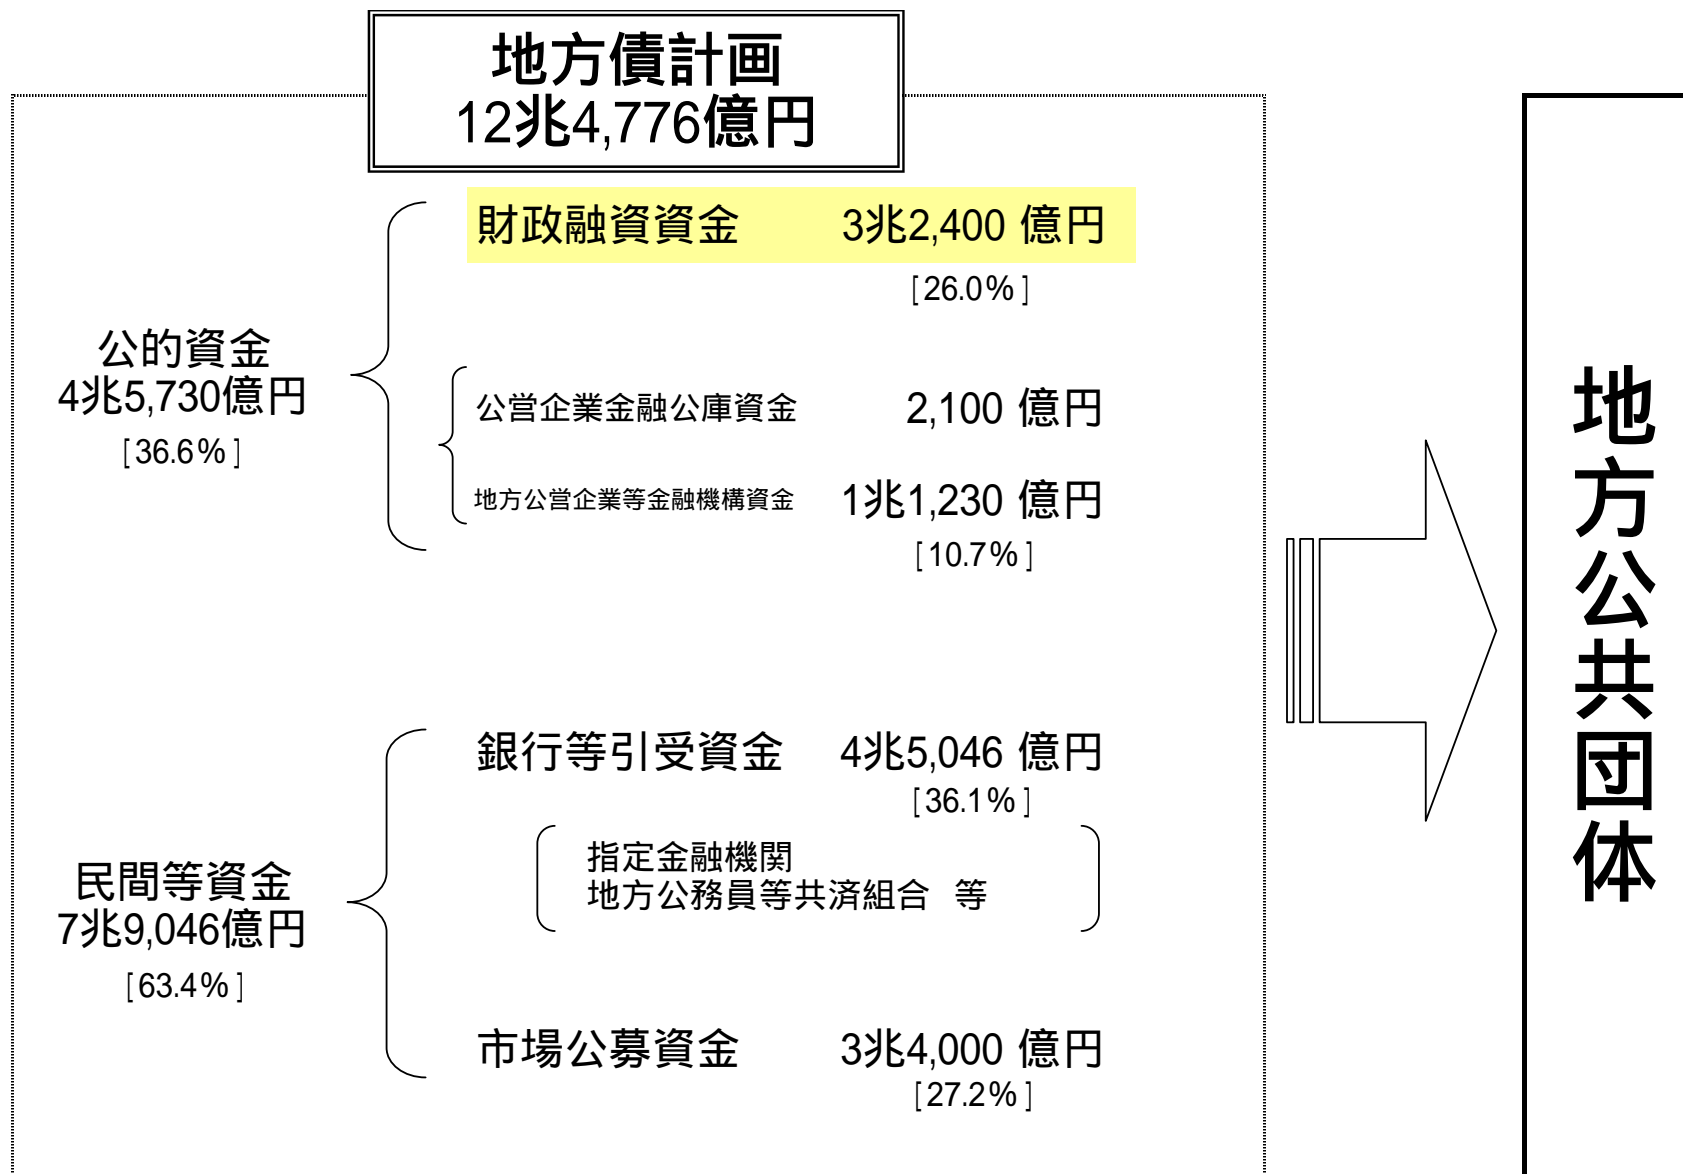 地方債計画
12兆4,776億円
財政融資資金 3兆2,400 億円
[26.0%]
公的資金
4兆5,730億円
[36.6%]
公営企業金融公庫資金 2,100 億円
地方公営企業等金融機構資金 1兆1,230 億円
[10.7%]
銀行等引受資金 4兆5,046 億円
[36.1%]
指定金融機関
地方公務員等共済組合 等
民間等資金
7兆9,046億円
[63.4%]
市場公募資金 3兆4,000 億円
[27.2%]
地方公共団体